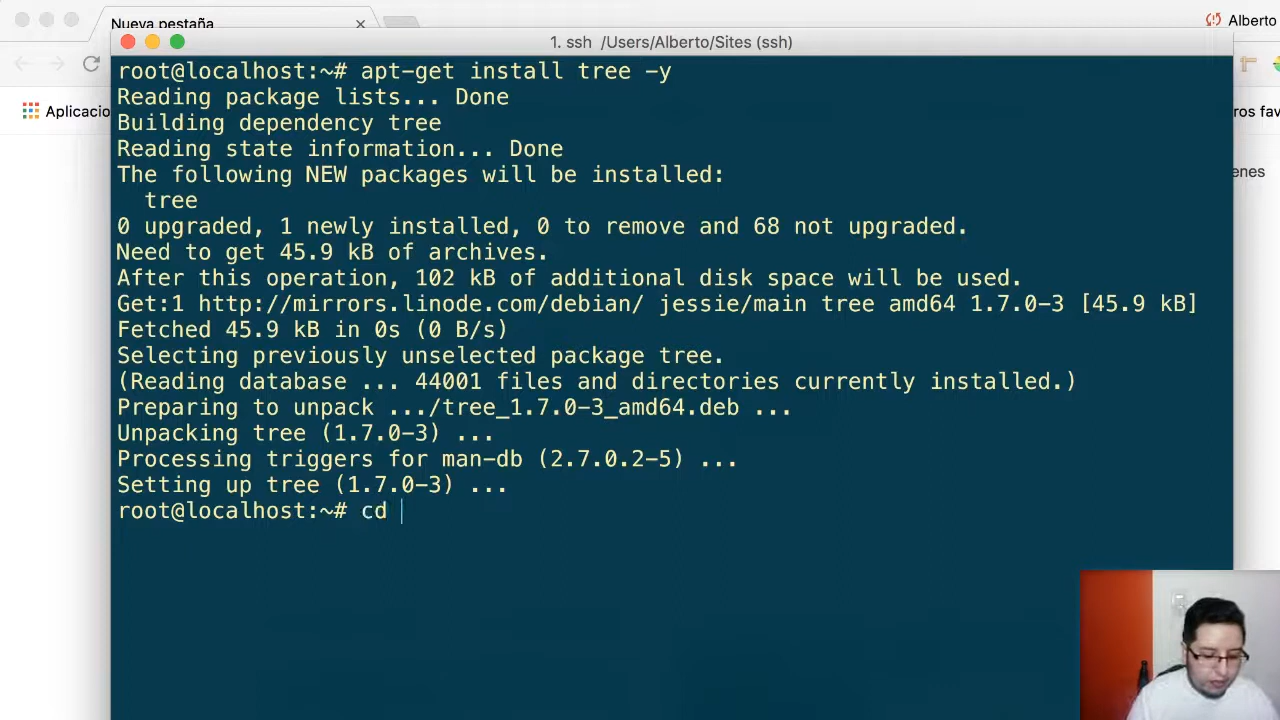 Nueva pestaña
Alberto
1. ssh /Users/Alberto/Sites (ssh)
Aplicacio
ros fav
enes
root@localhost:~# apt-get install tree -y
Reading package lists... Done
Building dependency tree
Reading state information... Done
The following NEW packages will be installed:
tree
0 upgraded, 1 newly installed, 0 to remove and 68 not upgraded.
Need to get 45.9 kB of archives.
After this operation, 102 kB of additional disk space will be used.
Get:1 http://mirrors.linode.com/debian/ jessie/main tree amd64 1.7.0-3 [45.9 kB]
Fetched 45.9 kB in 0s (0 B/s)
Selecting previously unselected package tree.
(Reading database ... 44001 files and directories currently installed.)
Preparing to unpack .../tree_1.7.0-3_amd64.deb ...
Unpacking tree (1.7.0-3) ...
Processing triggers for man-db (2.7.0.2-5) ...
Setting up tree (1.7.0-3) ...
root@localhost:~# cd